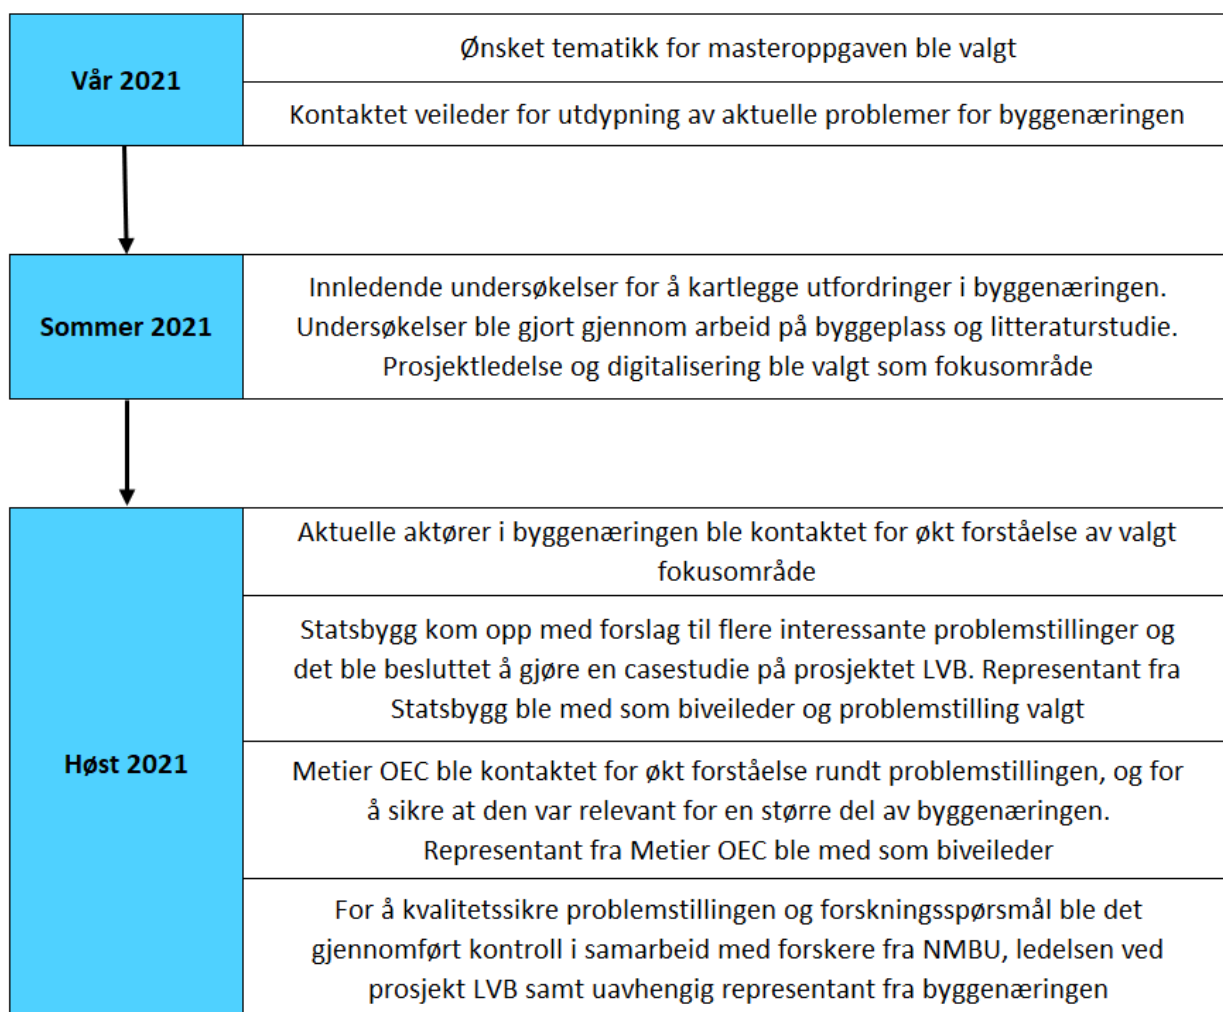 Vår 2021
Ønsket tematikk for masteroppgaven ble valgt
Kontaktet veileder for utdypning av aktuelle problemer for byggenæringen
Sommer 2021
Innledende undersøkelser for å kartlegge utfordringer i byggenæringen.
Undersøkelser ble gjort gjennom arbeid på byggeplass og litteraturstudie.
Prosjektledelse og digitalisering ble valgt som fokusområde
Høst 2021
Aktuelle aktører i byggenæringen ble kontaktet for økt forståelse av valgt
fokusområde
Statsbygg kom opp med forslag til flere interessante problemstillinger og
det ble besluttet å gjøre en casestudie på prosjektet LVB. Representant fra
Statsbygg ble med som biveileder og problemstilling valgt
Metier OEC ble kontaktet for økt forståelse rundt problemstillingen, og for
å sikre at den var relevant for en større del av byggenæringen.
Representant fra Metier OEC ble med som biveileder
For å kvalitetssikre problemstillingen og forskningsspørsmål ble det
gjennomført kontroll i samarbeid med forskere fra NMBU, ledelsen ved
prosjekt LVB samt uavhengig representant fra byggenæringen